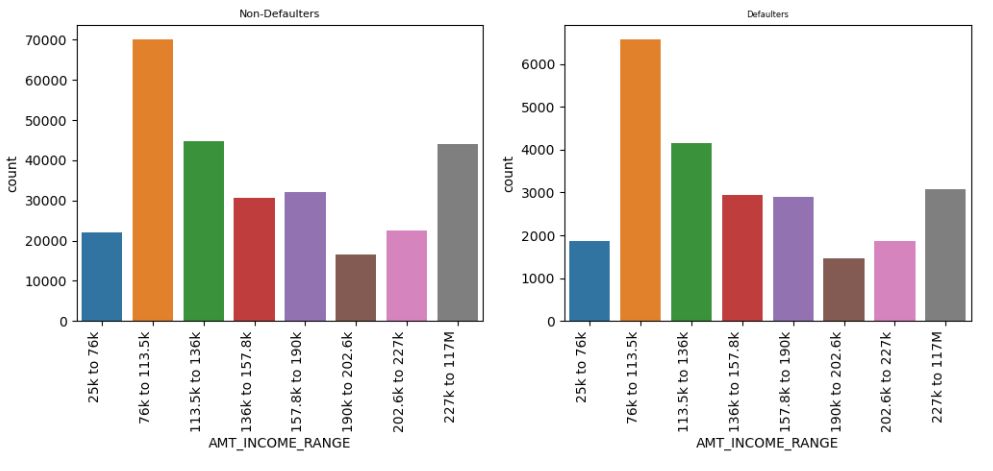 Non-Defaulters
70000
60000
50000
40000
30000
20000
10000
0
count
25k to 76k
76k to 113.5k
113.5k to 136k
136k to 157.8k
157.8k to 190k
190k to 202.6k
202.6k to 227k
227k to 117M
AMT_INCOME_RANGE
Defaulters
6000
5000
4000
3000
2000
1000
0
count
25k to 76k
76k to 113.5k
113.5k to 136k
136k to 157.8k
157.8k to 190k
190k to 202.6k
202.6k to 227k
227k to 117M
AMT_INCOME_RANGE